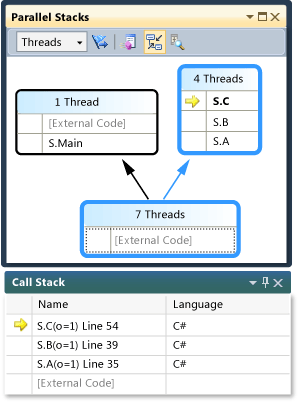 Parallel Stacks
Threads
1 Thread
[External Code]
S.Main
4 Threads
S.C
S.B
S.A
7 Threads
[External Code]
Call Stack
Name Language
S.C(o=1) Line 54 C#
S.B(o=1) Line 39 C#
S.A(o=1) Line 35 C#
[External Code]